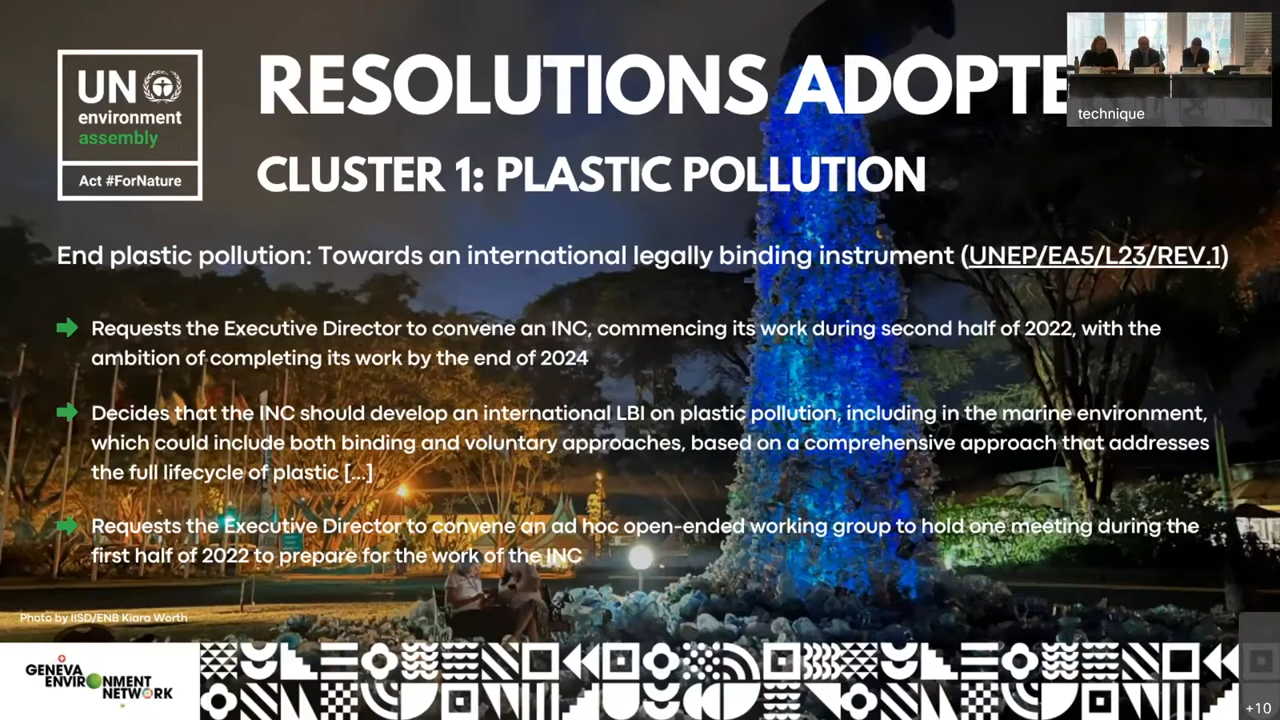 UN
environment
assembly
Act #ForNature
RESOLUTIONS ADOPTE
technique
CLUSTER 1: PLASTIC POLLUTION
End plastic pollution: Towards an international legally binding instrument (UNEP/EA5/L23/REV.1)
Requests the Executive Director to convene an INC, commencing its work during second half of 2022, with the
ambition of completing its work by the end of 2024
Decides that the INC should develop an international LBI on plastic pollution, including in the marine environment,
which could include both binding and voluntary approaches, based on a comprehensive approach that addresses
the full lifecycle of plastic [...]
Requests the Executive Director to convene an ad hoc open-ended working group to hold one meeting during the
first half of 2022 to prepare for the work of the INC
Photo by IISD/ENB Kiara Worth
GENEVA
ENVIRONMENT
NETWORK
+10